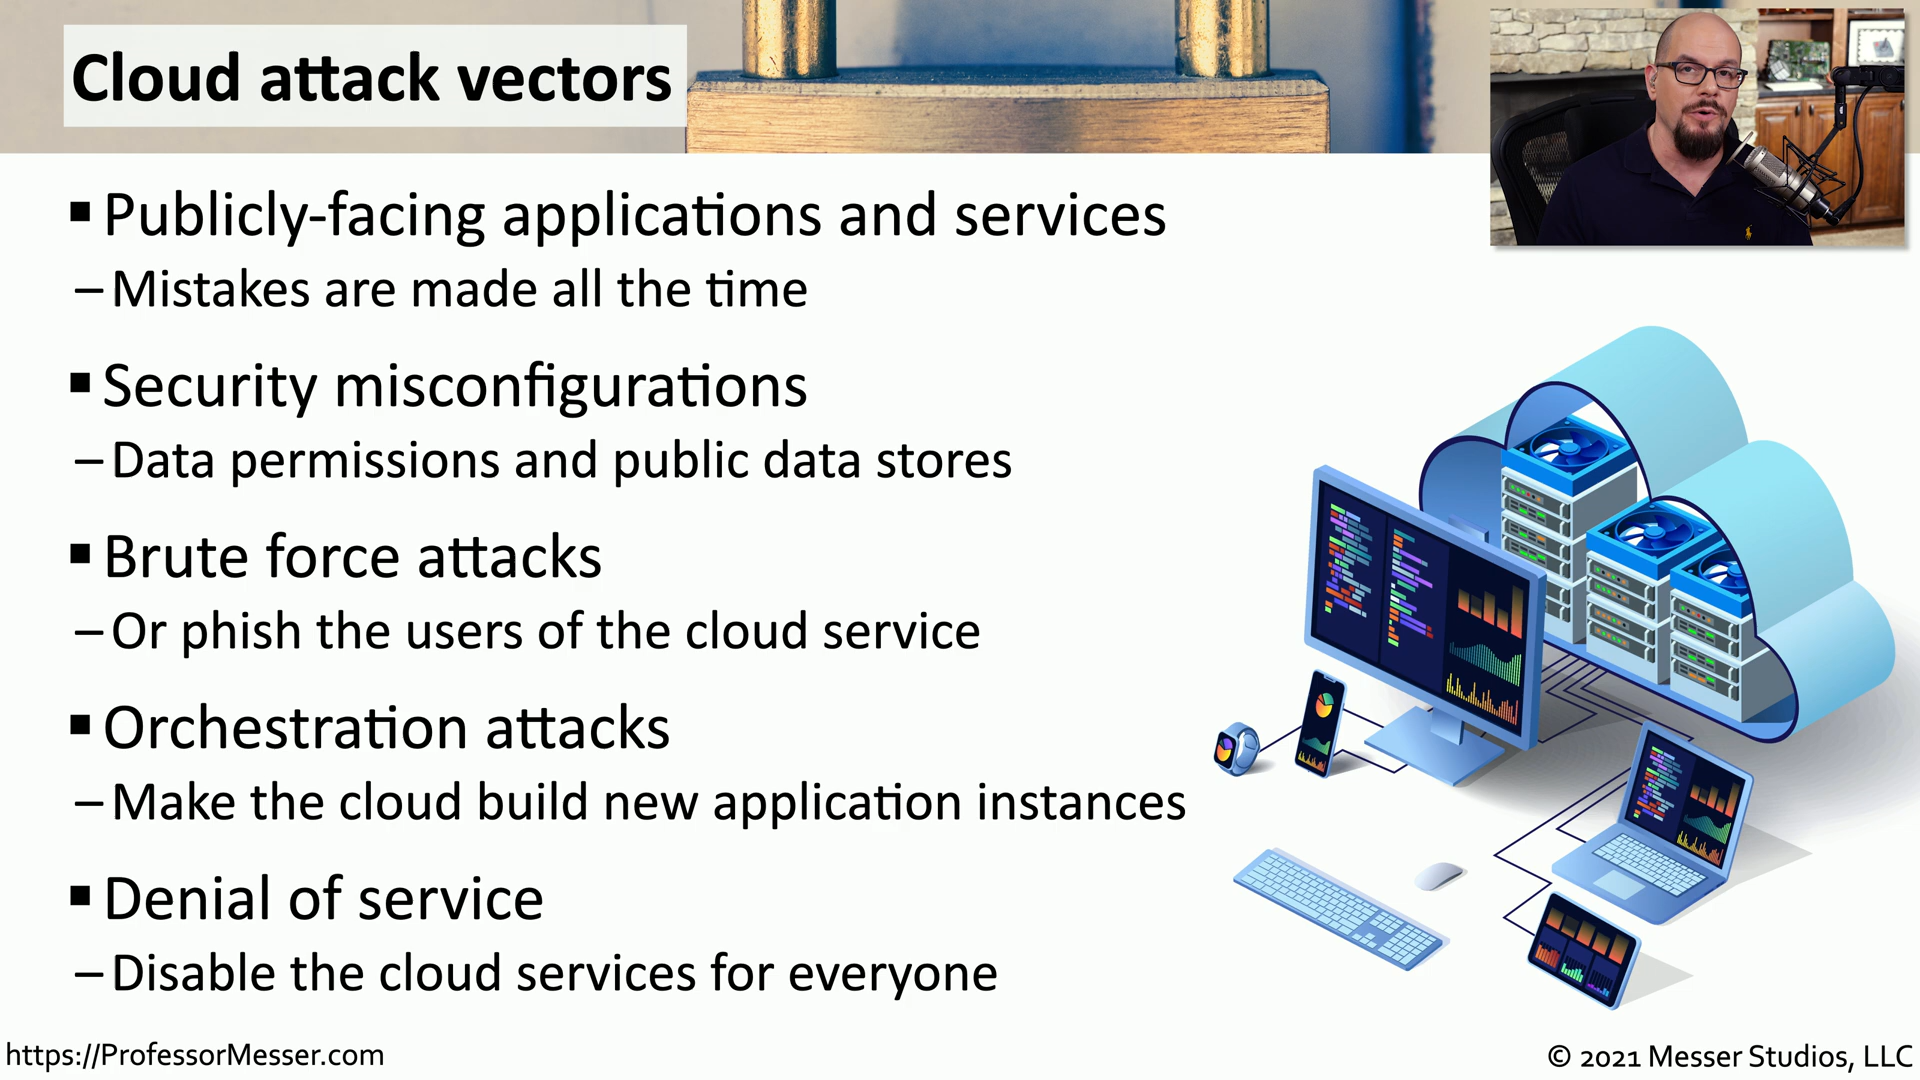 Cloud attack vectors
▪ Publicly-facing applications and services
– Mistakes are made all the time
▪ Security misconfigurations
– Data permissions and public data stores
▪ Brute force attacks
– Or phish the users of the cloud service
▪ Orchestration attacks
– Make the cloud build new application instances
▪ Denial of service
– Disable the cloud services for everyone
https://ProfessorMesser.com
© 2021 Messer Studios, LLC